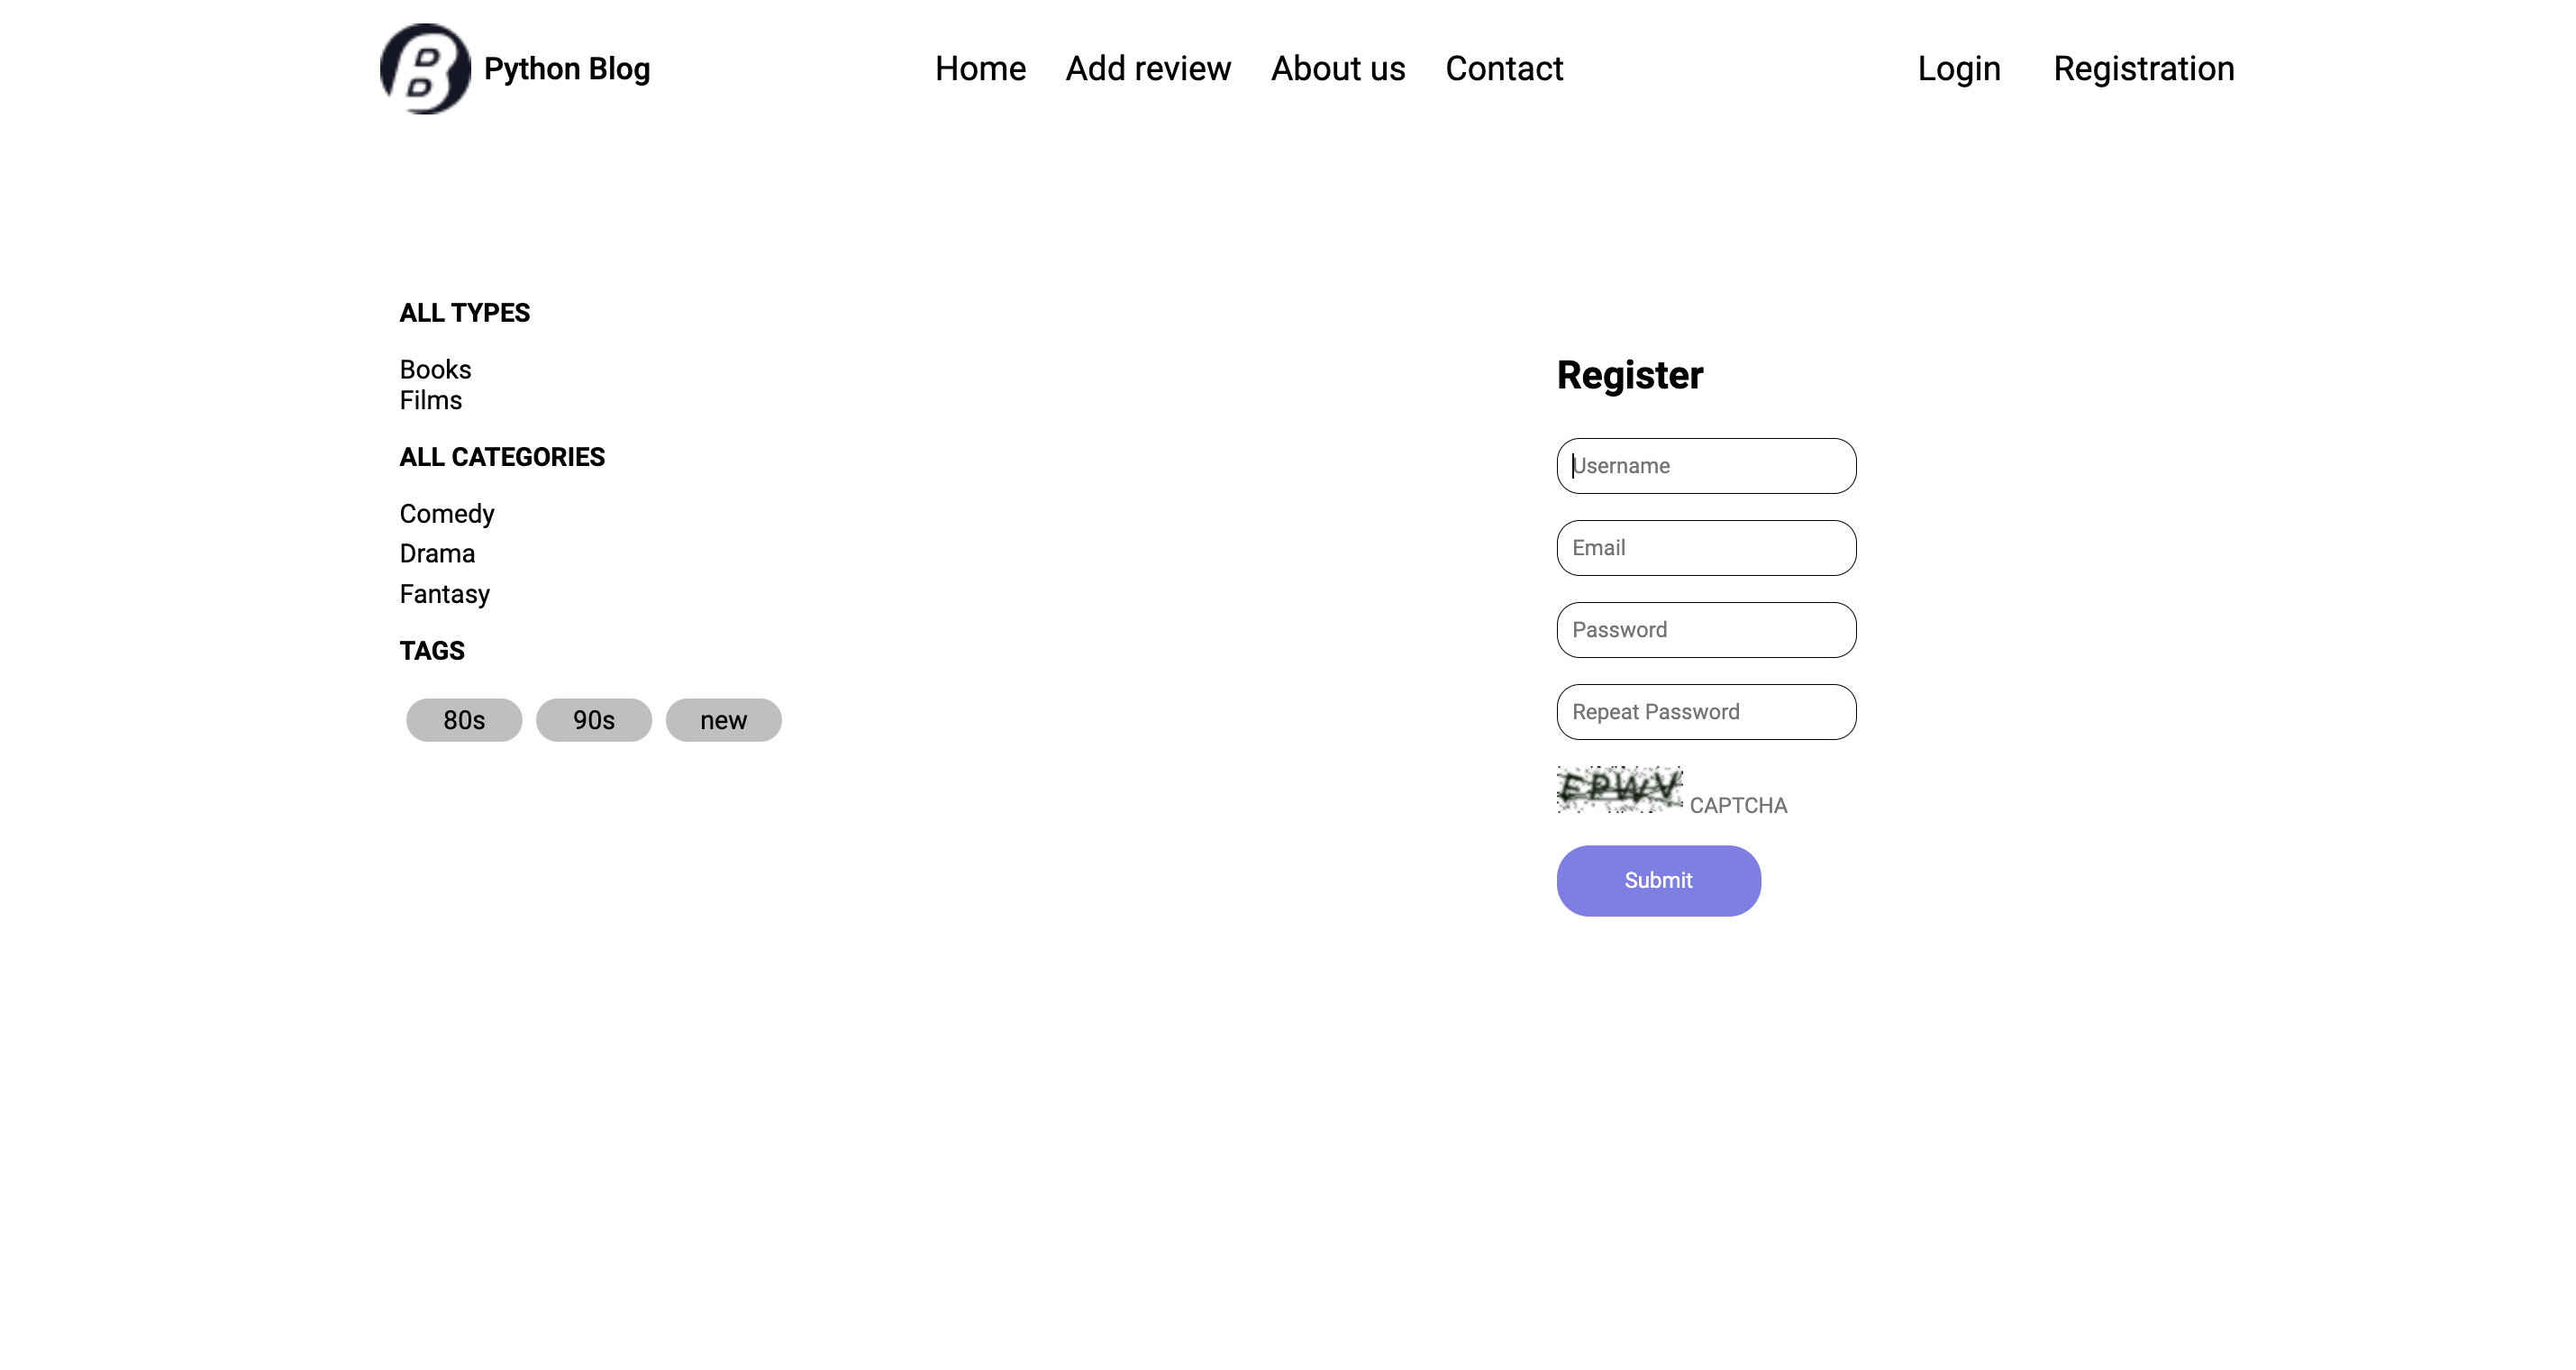 Python Blog
Home Add review About us Contact
Login Registration
ALL TYPES
Books
Films
ALL CATEGORIES
Comedy
Drama
Fantasy
TAGS
80s 90s new
Register
Username
Email
Password
Repeat Password
CAPTCHA
Submit